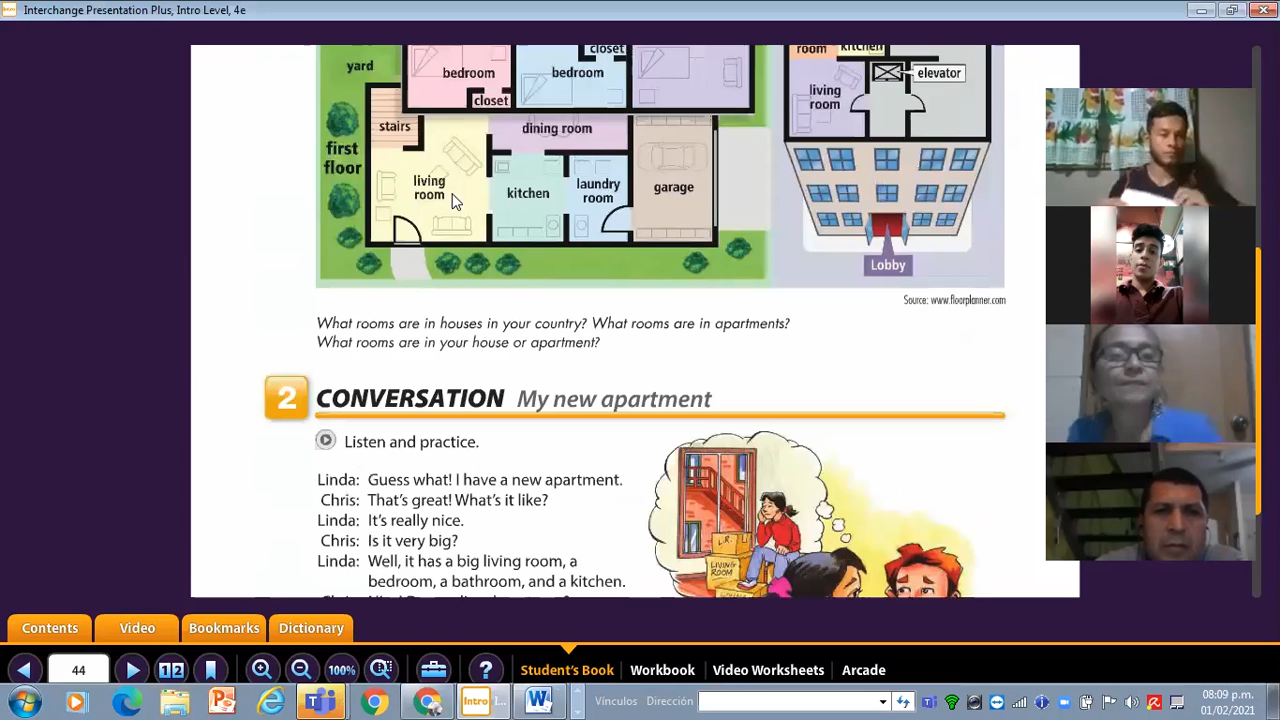 Interchange Presentation Plus, Intro Level, 4e
yard
bedroom
bedroom
closet
closet
stairs
dining room
first
floor
living
room
kitchen
laundry
room
garage
room
kitchen
living
room
elevator
Lobby
Source: www.floorplanner.com
What rooms are in houses in your country? What rooms are in apartments?
What rooms are in your house or apartment?
2 CONVERSATION My new apartment
Listen and practice.
Linda: Guess what! I have a new apartment.
Chris: That's great! What's it like?
Linda: It's really nice.
Chris: Is it very big?
Linda: Well, it has a big living room, a
bedroom, a bathroom, and a kitchen.
L.R.
LIVING
ROOM
Contents Video Bookmarks Dictionary
44 12 100% ?
Student's Book Workbook Video Worksheets Arcade
Intro I... Vínculos Dirección
08:09 p.m.
01/02/2021